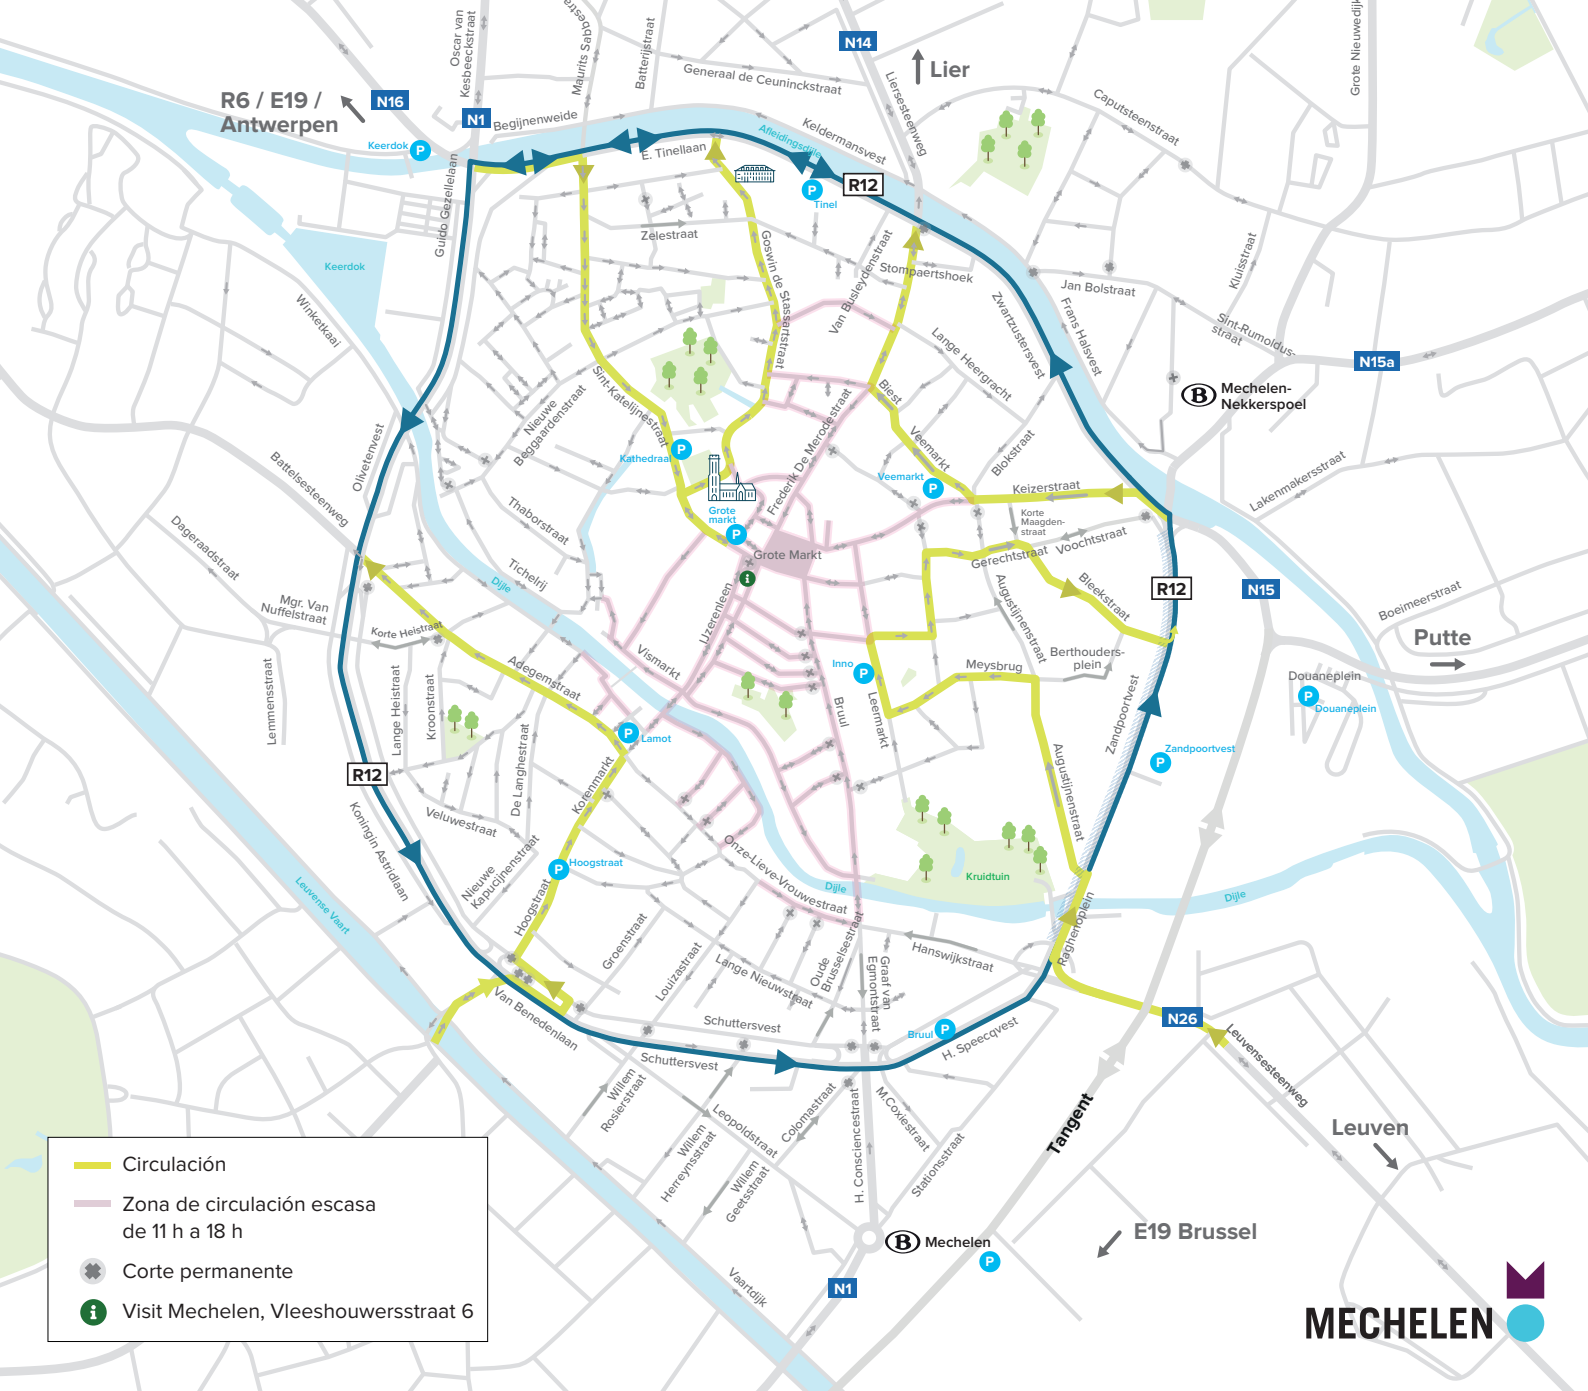 Oscar van
Kesbeeckstraat
Maurits Sabbestraat
Batterijstraat
N14
Lier
Generaal de Ceuninckstraat
Liersesteenweg
Caputsteenstraat
Grote Nieuwedijk
R6 / E19 /
Antwerpen
N16
N1
Begijnenweide
Keerdok
P
Afleidingsdijle
Keldermansvest
E. Tinellaan
R12
P
Tinel
Guido Gezellelaan
Zelestraat
Goswin de Stassartstraat
Van Busleydenstraat
Stompaertshoek
Keerdok
Winketkaai
Zwartzustersvest
Frans Halsvest
Jan Bolstraat
Kluisstraat
Sint-Rumoldus-
straat
N15a
Lange Heergracht
B
Mechelen-
Nekkerspoel
Sint-Katelijnestraat
Nieuwe
Beggaardenstraat
Biest
Veemarkt
Blokstraat
Frederik De Merodestraat
Olivetenvest
Battelsesteenweg
Kathedraal
P
Veemarkt
P
Keizerstraat
Lakenmakersstraat
Grote
markt
P
Korte
Maagden-
straat
Voochtstraat
Thaborstraat
Dageraadstraat
Grote Markt
Gerechtstraat
Tichelrij
Dijle
i
IJzerenleen
Bleekstraat
R12
N15
Boeimeerstraat
Mgr. Van
Nuffelstraat
Korte Heistraat
Augustijnenstraat
Putte
Berthouders-
plein
Vismarkt
Adegemstraat
Inno
P
Meysbrug
Lemmensstraat
Lange Heistraat
Kroonstraat
Bruul
Leermarkt
Zandpoortvest
Douaneplein
P
Douaneplein
De Langhestraat
P
Lamot
Augustijnenstraat
Zandpoortvest
P
R12
Korenmarkt
Koningin Astridlaan
Veluwestraat
Nieuwe
Kapucijnenstraat
P
Hoogstraat
Onze-Lieve-Vrouwestraat
Kruidtuin
Leuvense Vaart
Dijle
Dijle
Hoogstraat
Groenstraat
Louizastraat
Lange Nieuwstraat
Oude
Brusselsestraat
Graaf van
Egmontstraat
Hanswijkstraat
Raghenoplein
Van Benedenlaan
Schuttersvest
Schuttersvest
Bruul
P
H. Speecqvest
N26
Leuvensesteenweg
Willem
Rosierstraat
Willem
Herreynsstraat
Leopoldstraat
Willem
Geetsstraat
Colomastraat
H. Consciencestraat
M.Coxiestraat
Stationsstraat
Tangent
Leuven
E19 Brussel
B
Mechelen
P
Vaartdijk
N1
Circulación
Zona de circulación escasa
de 11 h a 18 h
Corte permanente
i
Visit Mechelen, Vleeshouwersstraat 6
MECHELEN